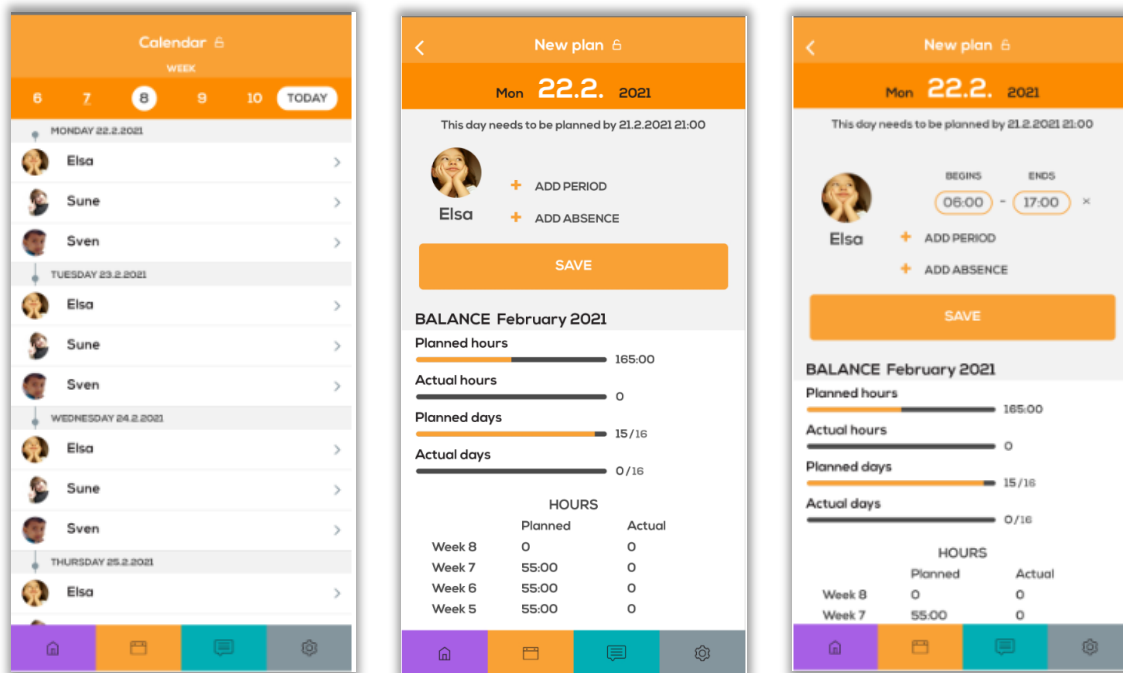 Calendar
WEEK
6 7 8 9 10 TODAY
MONDAY 22.2.2021
Elsa
Sune
Sven
TUESDAY 23.2.2021
Elsa
Sune
Sven
WEDNESDAY 24.2.2021
Elsa
Sune
Sven
THURSDAY 25.2.2021
Elsa
New plan
Mon 22.2. 2021
This day needs to be planned by 21.2.2021 21:00
+ ADD PERIOD
Elsa + ADD ABSENCE
SAVE
BALANCE February 2021
Planned hours
165:00
Actual hours
0
Planned days
15/16
Actual days
0/16
HOURS
Planned Actual
Week 8 0 0
Week 7 55:00 0
Week 6 55:00 0
Week 5 55:00 0
New plan
Mon 22.2. 2021
This day needs to be planned by 21.2.2021 21:00
BEGINS ENDS
06:00 - 17:00 ×
Elsa + ADD PERIOD
+ ADD ABSENCE
SAVE
BALANCE February 2021
Planned hours
165:00
Actual hours
0
Planned days
15/16
Actual days
0/16
HOURS
Planned Actual
Week 8 0 0
Week 7 55:00 0